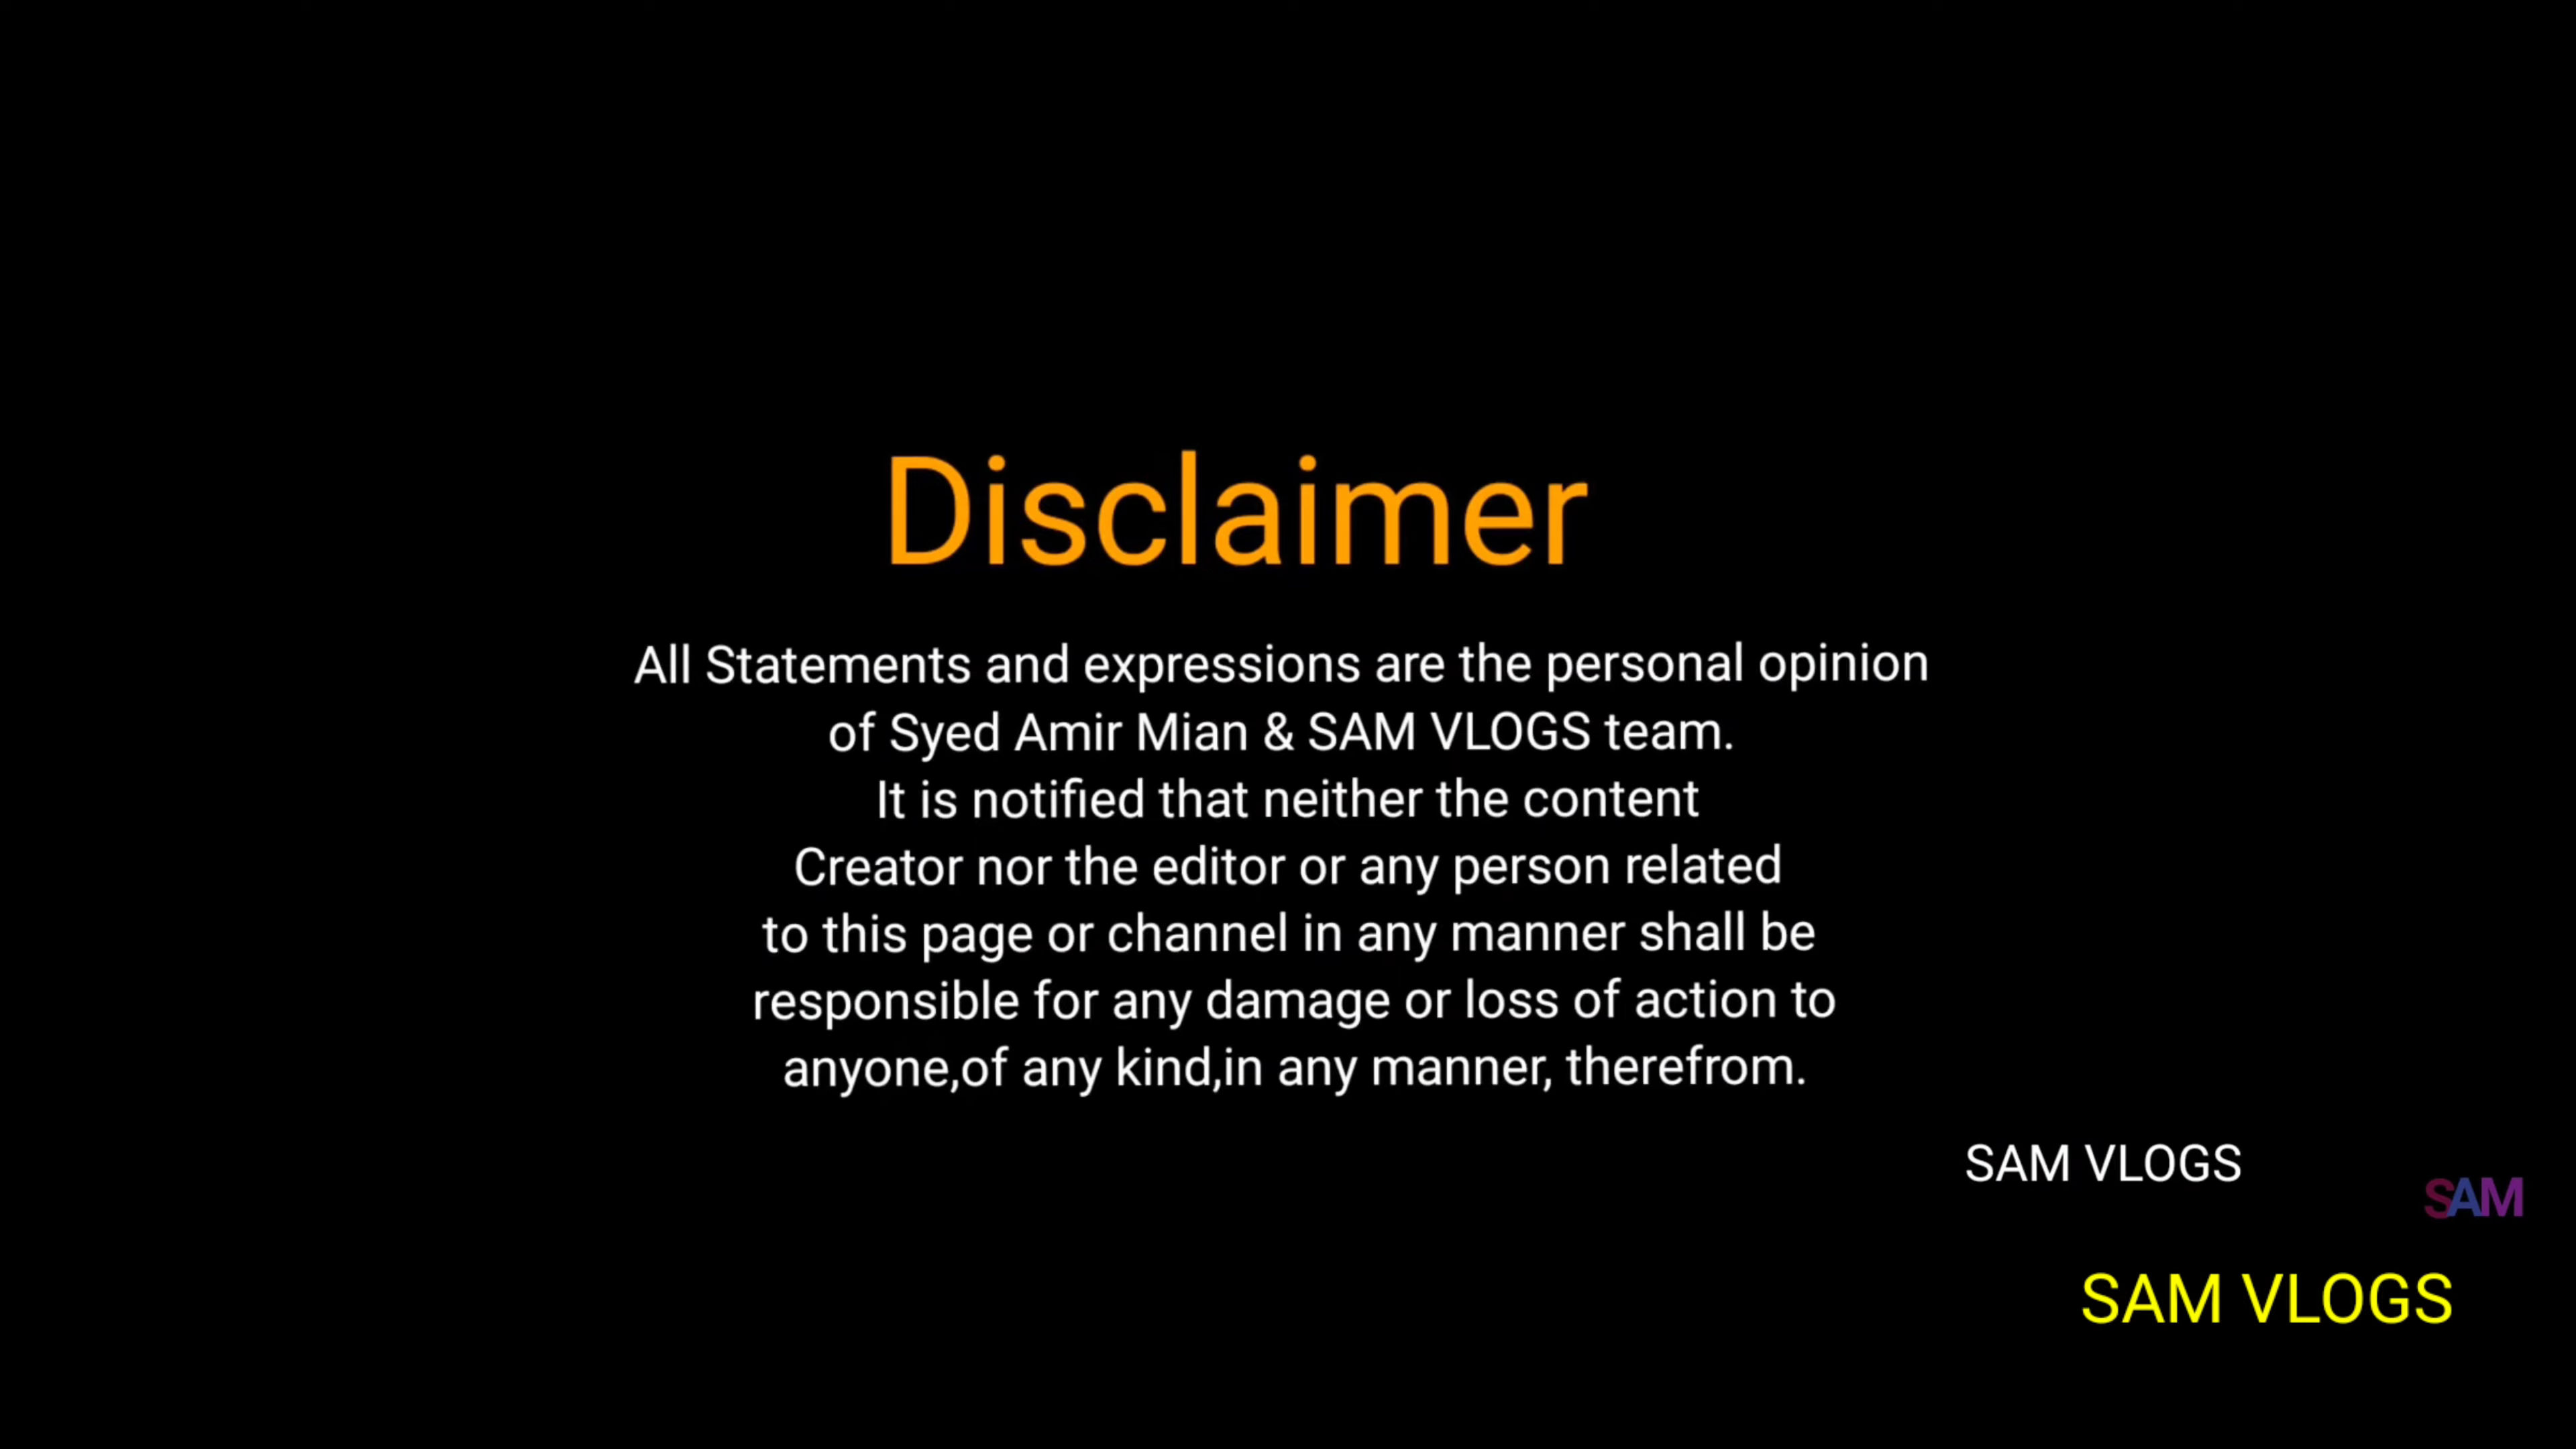 Disclaimer
All Statements and expressions are the personal opinion
of Syed Amir Mian & SAM VLOGS team.
It is notified that neither the content
Creator nor the editor or any person related
to this page or channel in any manner shall be
responsible for any damage or loss of action to
anyone,of any kind,in any manner, therefrom.
SAM VLOGS
SAM
SAM VLOGS